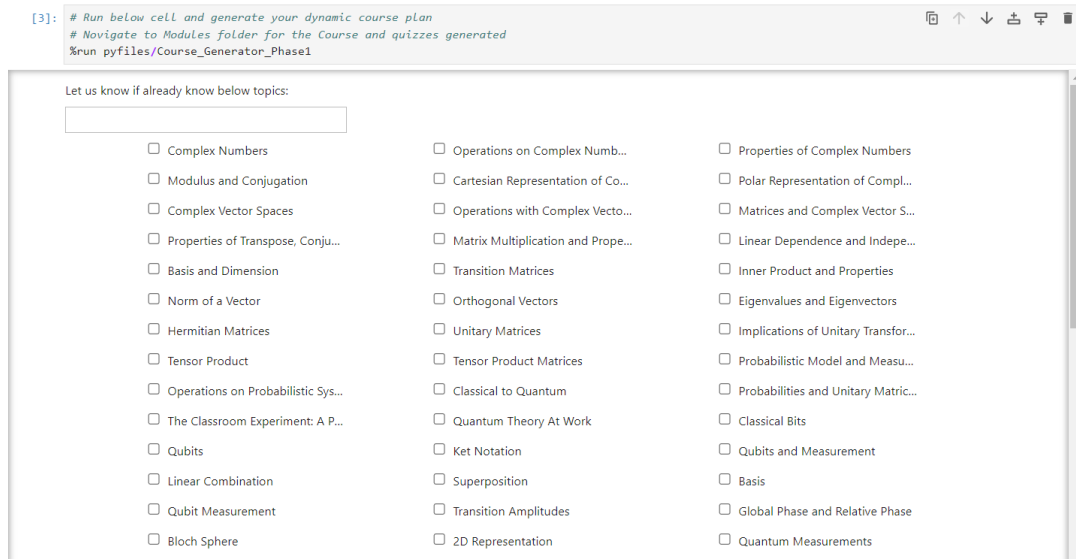 [3]: # Run below cell and generate your dynamic course plan
# Navigate to Modules folder for the Course and quizzes generated
%run pyfiles/Course_Generator_Phase1
Let us know if already know below topics:
Complex Numbers Operations on Complex Numb... Properties of Complex Numbers
Modulus and Conjugation Cartesian Representation of Co... Polar Representation of Compl...
Complex Vector Spaces Operations with Complex Vecto... Matrices and Complex Vector S...
Properties of Transpose, Conju... Matrix Multiplication and Prope... Linear Dependence and Indepe...
Basis and Dimension Transition Matrices Inner Product and Properties
Norm of a Vector Orthogonal Vectors Eigenvalues and Eigenvectors
Hermitian Matrices Unitary Matrices Implications of Unitary Transfor...
Tensor Product Tensor Product Matrices Probabilistic Model and Measu...
Operations on Probabilistic Sys... Classical to Quantum Probabilities and Unitary Matric...
The Classroom Experiment: A P... Quantum Theory At Work Classical Bits
Qubits Ket Notation Qubits and Measurement
Linear Combination Superposition Basis
Qubit Measurement Transition Amplitudes Global Phase and Relative Phase
Bloch Sphere 2D Representation Quantum Measurements